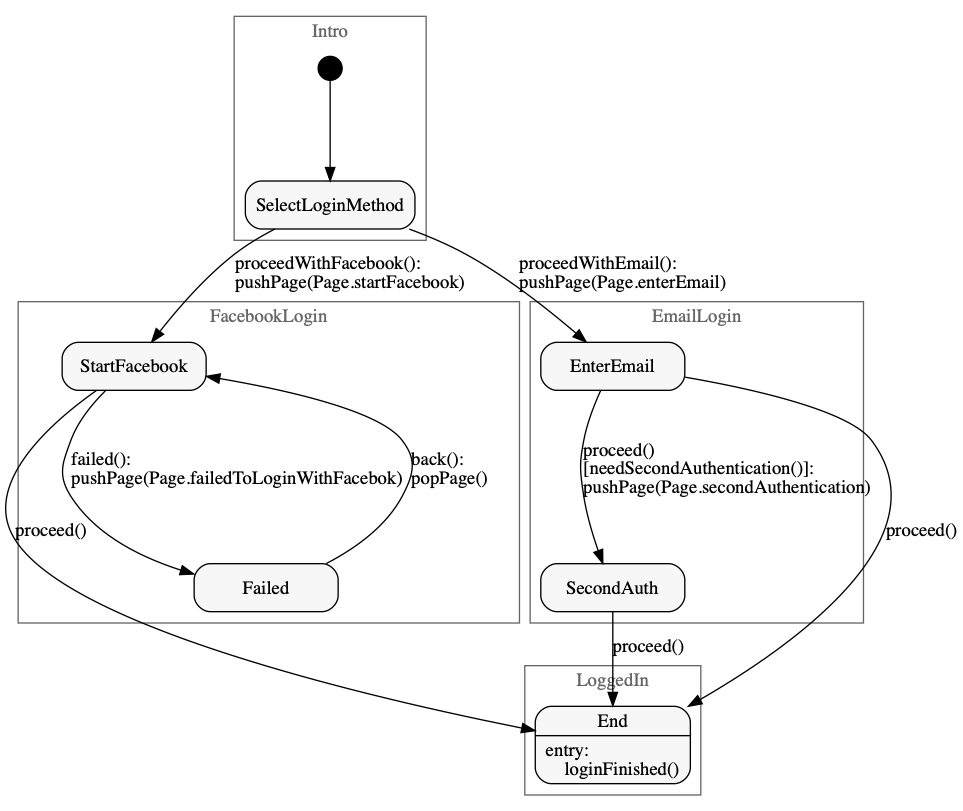 Intro
SelectLoginMethod
proceedWithFacebook():
pushPage(Page.startFacebook)
proceedWithEmail():
pushPage(Page.enterEmail)
FacebookLogin
EmailLogin
StartFacebook
EnterEmail
failed():
pushPage(Page.failedToLoginWithFacebok)
back():
popPage()
proceed()
[needSecondAuthentication()]:
pushPage(Page.secondAuthentication)
proceed()
proceed()
Failed
SecondAuth
proceed()
LoggedIn
End
entry:
loginFinished()